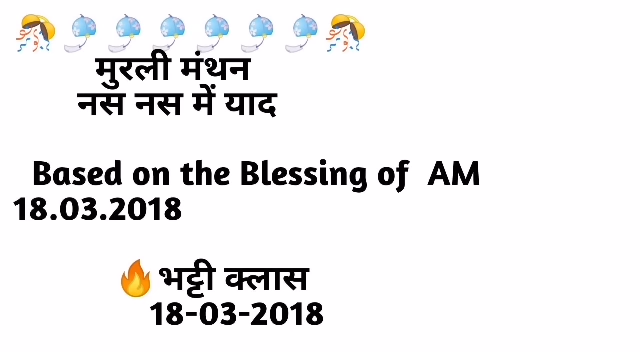 मुरली मंथन
नस नस में याद
Based on the Blessing of AM
18.03.2018
🔥भट्टी क्लास
18-03-2018